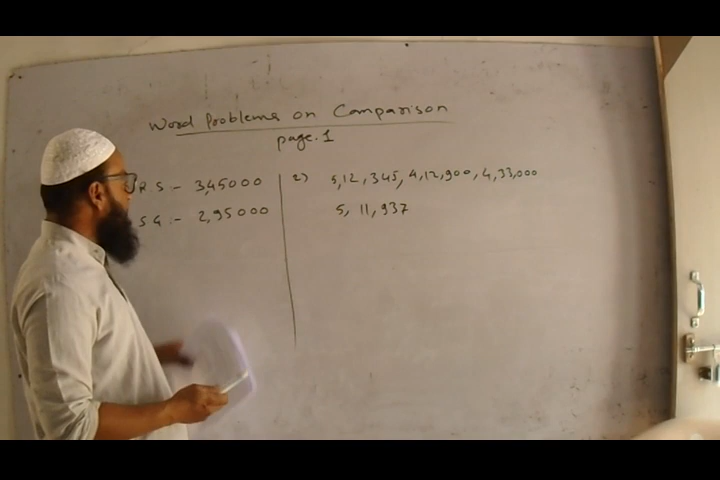 Word Problems on Comparison
page.1
R S :- 3,45000
S G :- 2,95000
2) 5,12,345, 4,12,900, 4,33,000
5, 11, 937